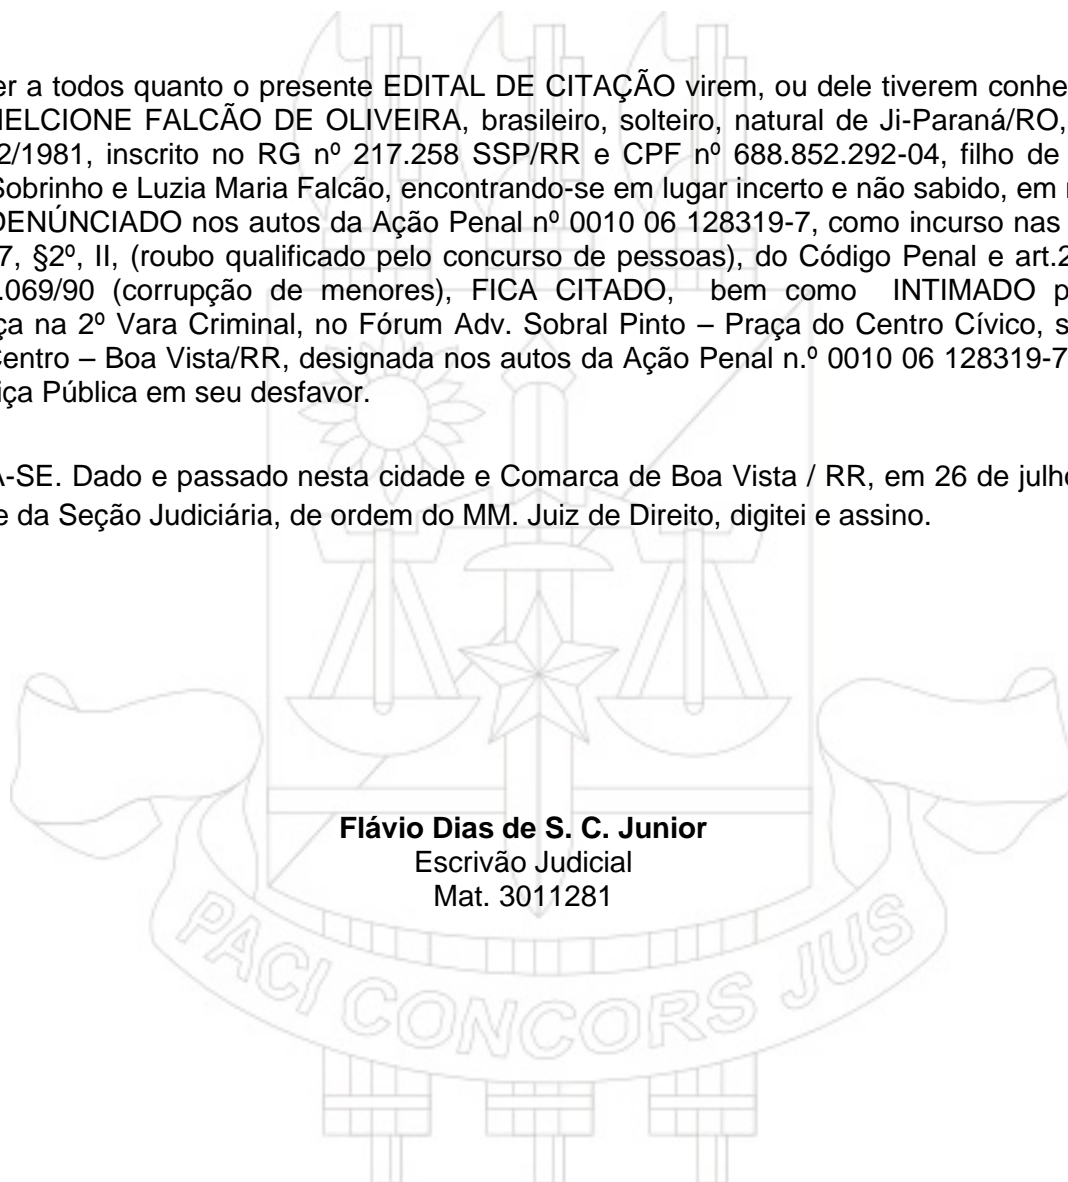 er a todos quanto o presente EDITAL DE CITAÇÃO virem, ou dele tiverem conhe
IELCIONE FALCÃO DE OLIVEIRA, brasileiro, solteiro, natural de Ji-Paraná/RO,
2/1981, inscrito no RG nº 217.258 SSP/RR e CPF nº 688.852.292-04, filho de
Sobrinho e Luzia Maria Falcão, encontrando-se em lugar incerto e não sabido, em
DENÚNCIADO nos autos da Ação Penal nº 0010 06 128319-7, como incurso nas
7, §2º, II, (roubo qualificado pelo concurso de pessoas), do Código Penal e art.2
.069/90 (corrupção de menores), FICA CITADO, bem como INTIMADO p
ça na 2º Vara Criminal, no Fórum Adv. Sobral Pinto – Praça do Centro Cívico, s
Centro – Boa Vista/RR, designada nos autos da Ação Penal n.º 0010 06 128319-7
iça Pública em seu desfavor.
A-SE. Dado e passado nesta cidade e Comarca de Boa Vista / RR, em 26 de julho
e da Seção Judiciária, de ordem do MM. Juiz de Direito, digitei e assino.
Flávio Dias de S. C. Junior
Escrivão Judicial
Mat. 3011281
PACI CONCORS JUS